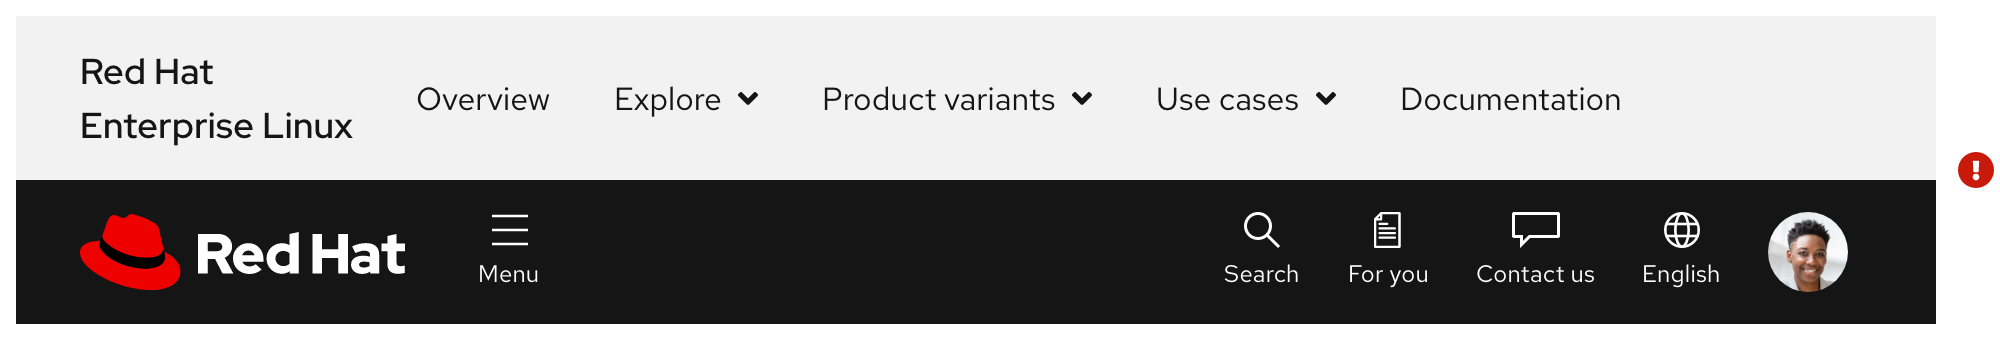 Red Hat
Enterprise Linux
Overview
Explore
Product variants
Use cases
Documentation
Red Hat
Menu
Search
For you
Contact us
English